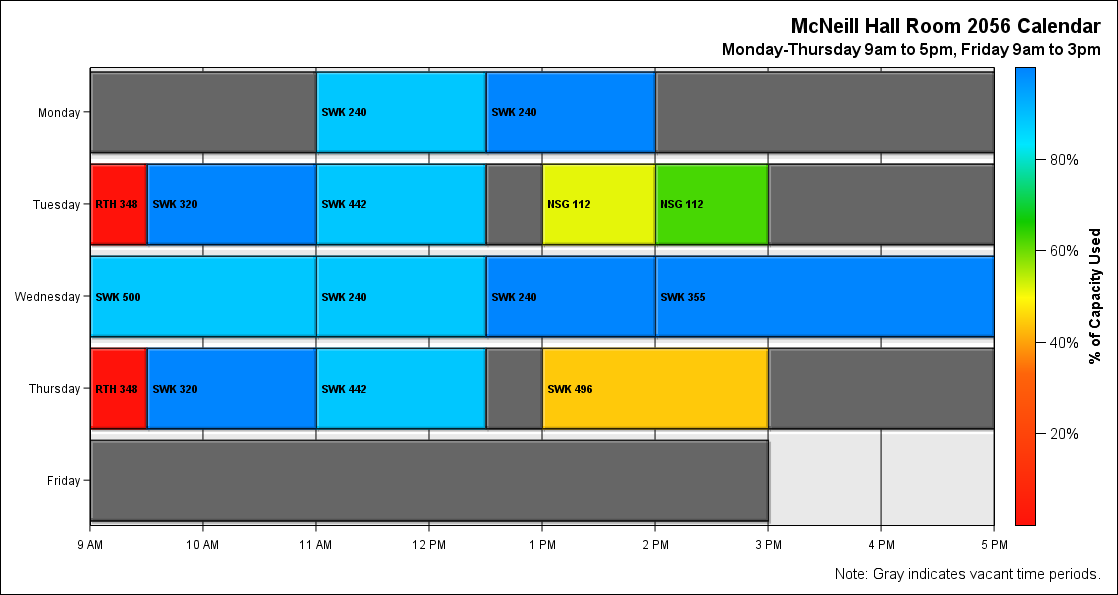 McNeill Hall Room 2056 Calendar
Monday-Thursday 9am to 5pm, Friday 9am to 3pm
Monday
SWK 240
SWK 240
Tuesday
RTH 348
SWK 320
SWK 442
NSG 112
NSG 112
Wednesday
SWK 500
SWK 240
SWK 240
SWK 355
Thursday
RTH 348
SWK 320
SWK 442
SWK 496
Friday
9 AM
10 AM
11 AM
12 PM
1 PM
2 PM
3 PM
4 PM
5 PM
80%
60%
40%
20%
% of Capacity Used
Note: Gray indicates vacant time periods.